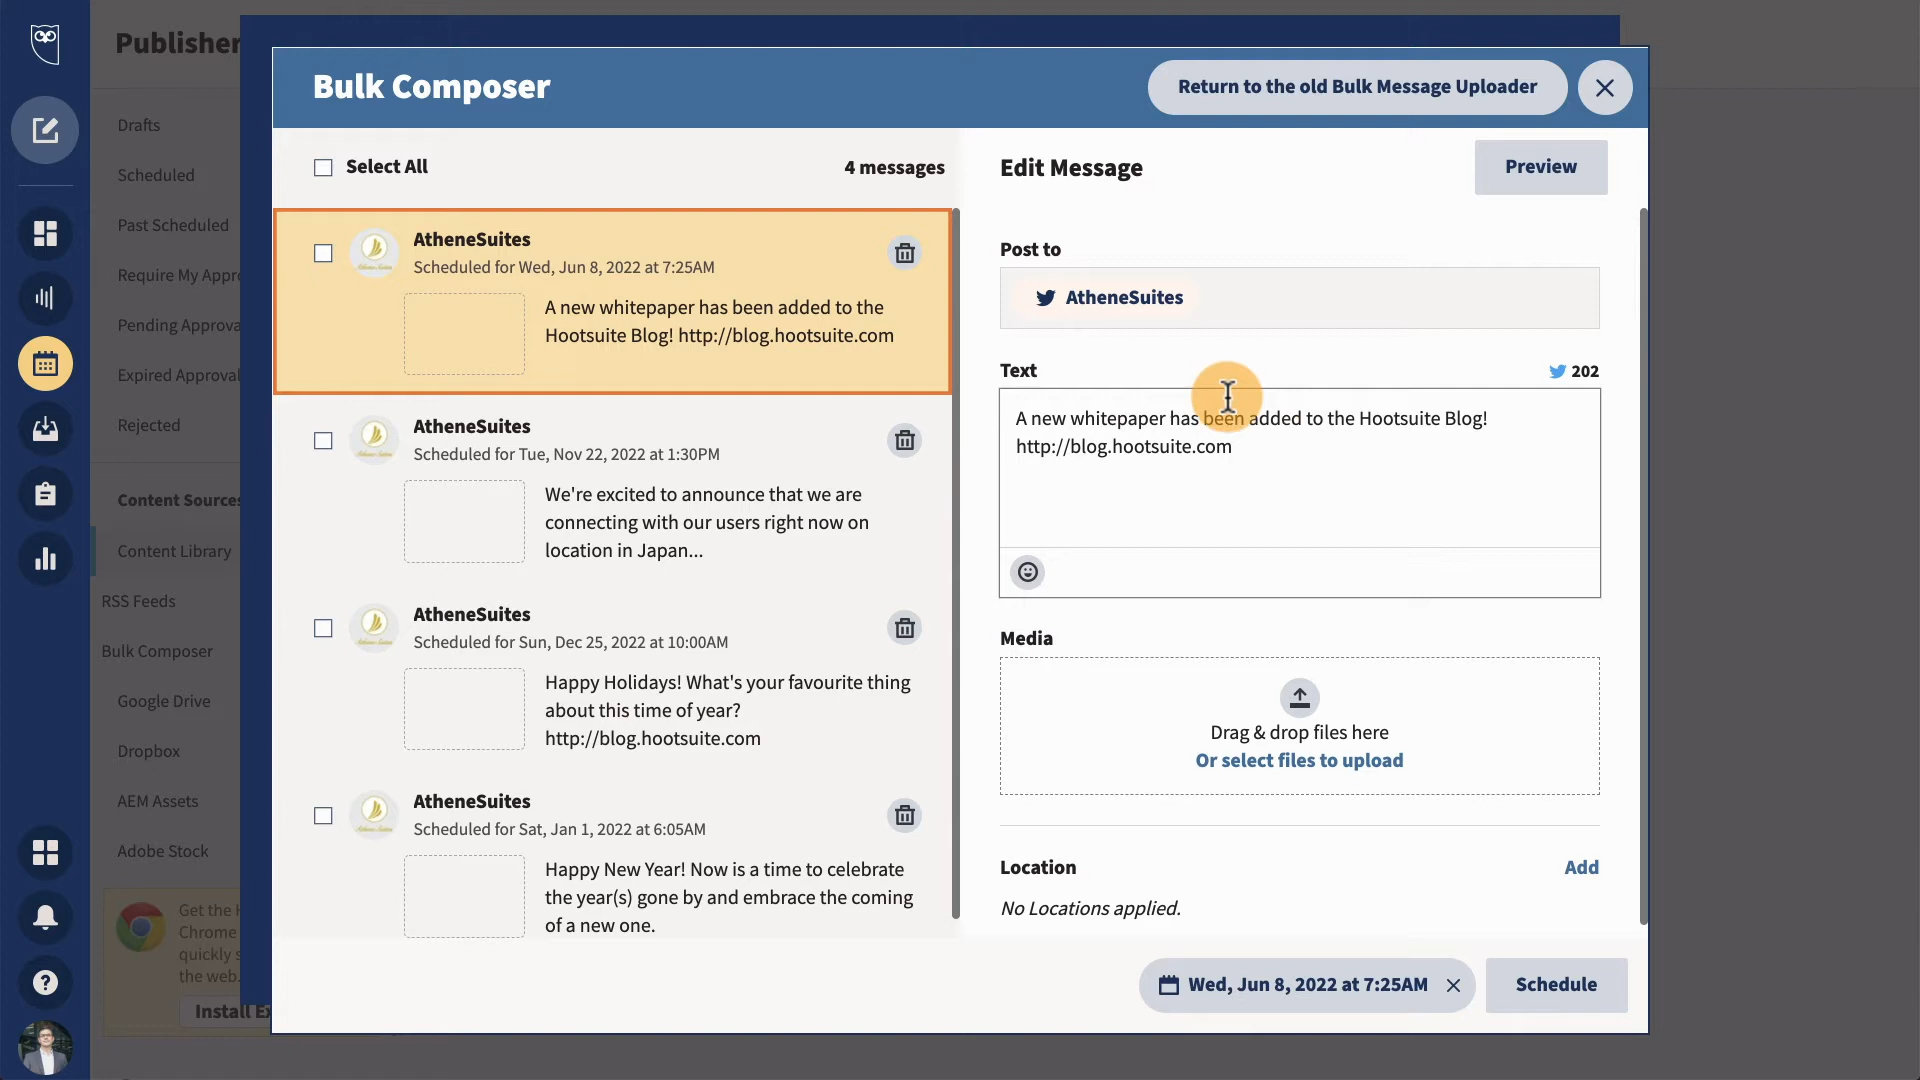 Publisher
Drafts
Scheduled
Past Scheduled
Require My Appr
Pending Approva
Expired Approval
Rejected
Content Sources
Content Library
RSS Feeds
Bulk Composer
Google Drive
Dropbox
AEM Assets
Adobe Stock
Get the
Chrome
quickly s
the web.
Install Ex
Bulk Composer
Return to the old Bulk Message Uploader
Select All
4 messages
AtheneSuites
Scheduled for Wed, Jun 8, 2022 at 7:25AM
A new whitepaper has been added to the
Hootsuite Blog! http://blog.hootsuite.com
AtheneSuites
Scheduled for Tue, Nov 22, 2022 at 1:30PM
We're excited to announce that we are
connecting with our users right now on
location in Japan...
AtheneSuites
Scheduled for Sun, Dec 25, 2022 at 10:00AM
Happy Holidays! What's your favourite thing
about this time of year?
http://blog.hootsuite.com
AtheneSuites
Scheduled for Sat, Jan 1, 2022 at 6:05AM
Happy New Year! Now is a time to celebrate
the year(s) gone by and embrace the coming
of a new one.
Edit Message
Preview
Post to
AtheneSuites
Text
202
A new whitepaper has been added to the Hootsuite Blog!
http://blog.hootsuite.com
Media
Drag & drop files here
Or select files to upload
Location
Add
No Locations applied.
Wed, Jun 8, 2022 at 7:25AM
Schedule